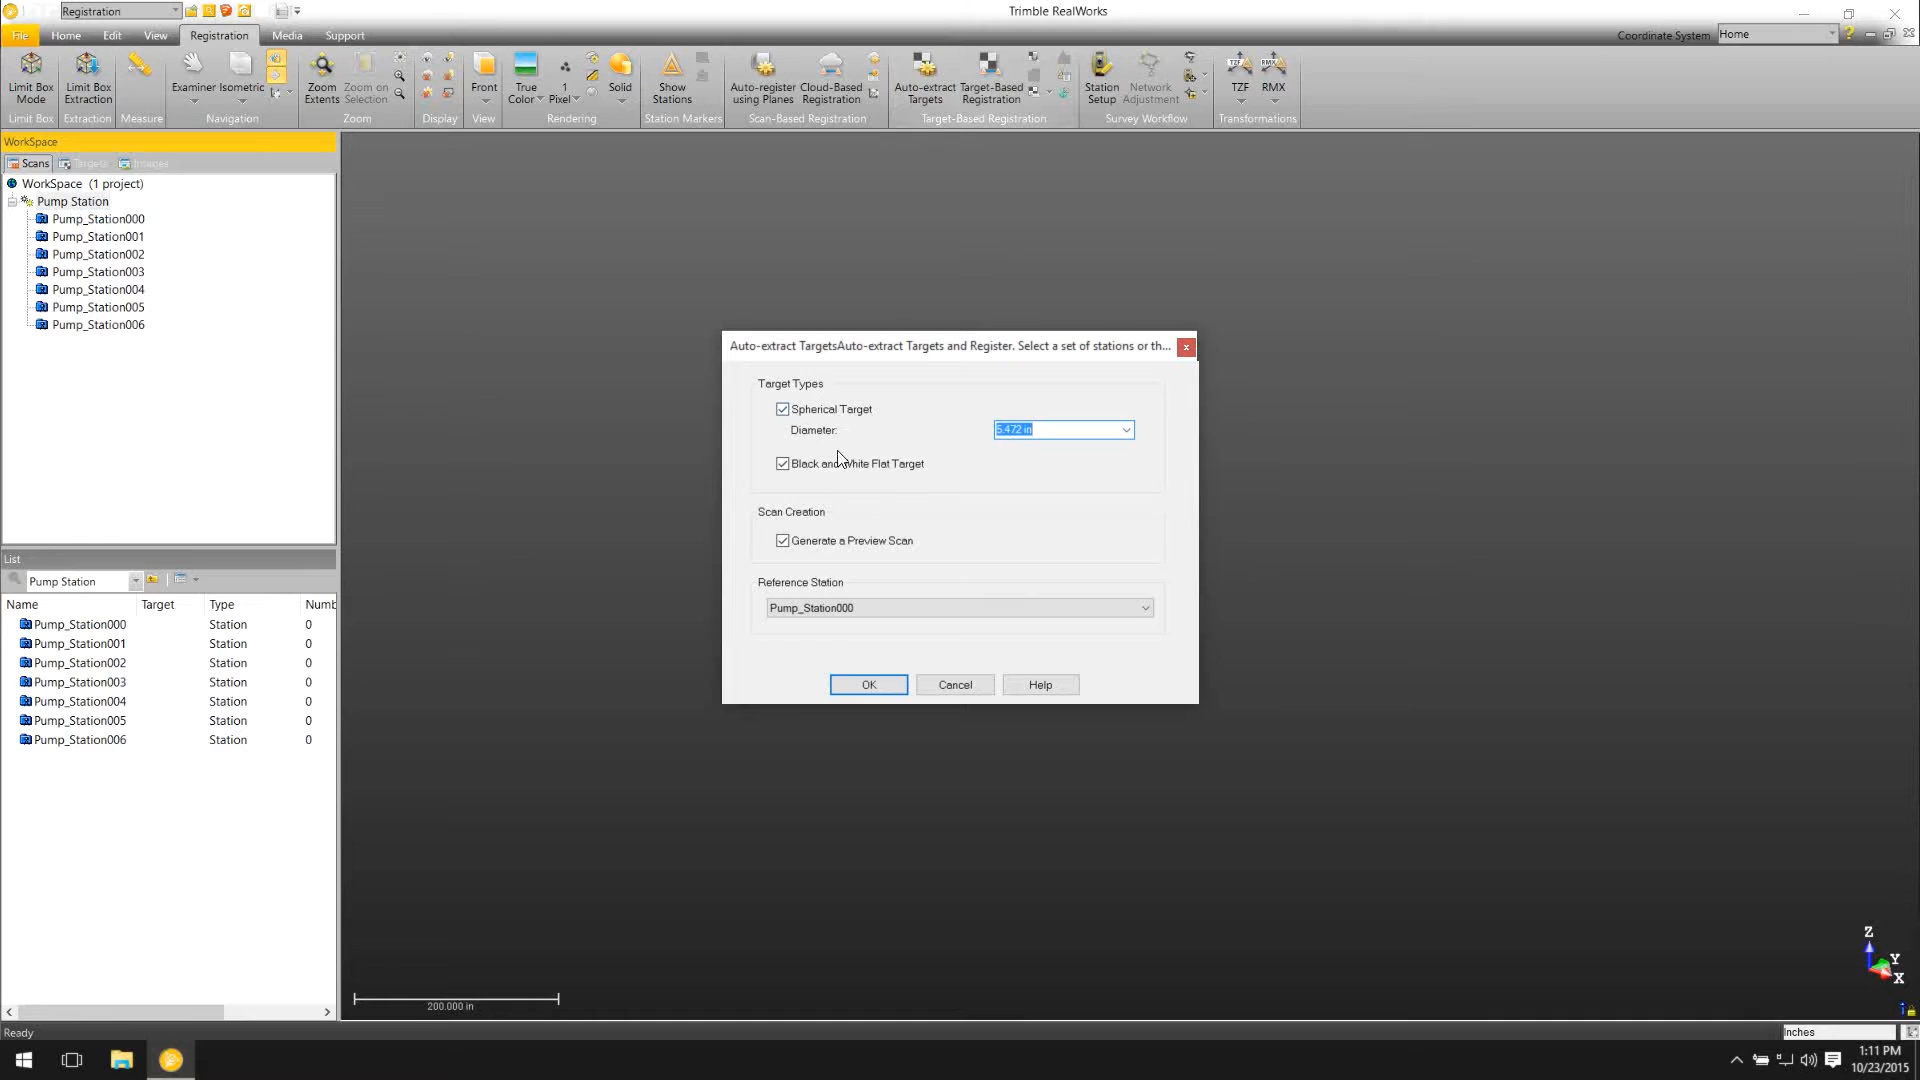 Registration
Trimble RealWorks
File Home Edit View Registration Media Support
Coordinate System Home
Limit Box Mode
Limit Box Extraction
Examiner
Isometric
Zoom Extents
Zoom on Selection
Front
True Color
1 Pixel
Solid
Show Stations
Auto-register using Planes
Cloud-Based Registration
Auto-extract Targets
Target-Based Registration
Station Setup
Network Adjustment
TZF
RMX
Limit Box Extraction Measure Navigation Zoom Display View Rendering Station Markers Scan-Based Registration Target-Based Registration Survey Workflow Transformations
WorkSpace
Scans Targets Images
WorkSpace (1 project)
Pump Station
Pump_Station000
Pump_Station001
Pump_Station002
Pump_Station003
Pump_Station004
Pump_Station005
Pump_Station006
Auto-extract TargetsAuto-extract Targets and Register. Select a set of stations or th...
Target Types
Spherical Target
Diameter: 5.472 in
Black and White Flat Target
Scan Creation
Generate a Preview Scan
Reference Station
Pump_Station000
OK Cancel Help
List
Pump Station
Name Target Type Numb
Pump_Station000 Station 0
Pump_Station001 Station 0
Pump_Station002 Station 0
Pump_Station003 Station 0
Pump_Station004 Station 0
Pump_Station005 Station 0
Pump_Station006 Station 0
200.000 in
Z
Y
X
Ready
Inches
1:11 PM
10/23/2015